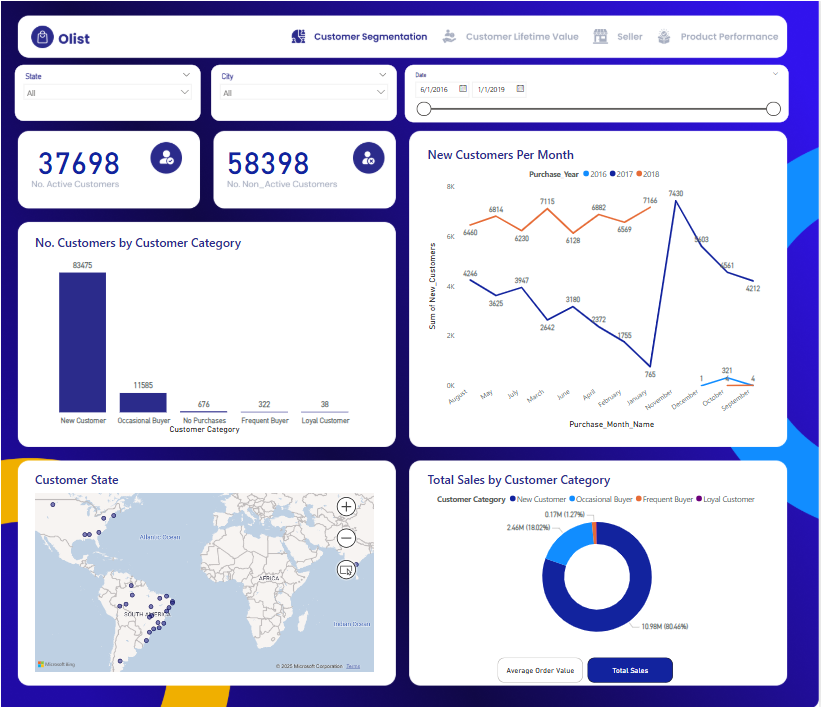 Olist
Customer Segmentation Customer Lifetime Value Seller Product Performance
State City Date
All All 6/1/2016 1/1/2019
37698
No. Active Customers
58398
No. Non_Active Customers
No. Customers by Customer Category
83475
11585
676
322
38
New Customer Occasional Buyer No Purchases Frequent Buyer Loyal Customer
Customer Category
New Customers Per Month
Purchase Year 2016 2017 2018
Sum of New_Customers
8K
6K
4K
2K
0K
6460 6814 6230 7115 6128 6882 6569 7166
4246 3625 3947 2642 3180 2372 1755 765 7430 5603 4561 4212
1 321 4
August May July March June April February January November December October September
Purchase_Month_Name
Customer State
Atlantic Ocean
AFRICA
SOUTH AMERICA
Indian Ocean
Microsoft Bing
© 2025 Microsoft Corporation Terms
Total Sales by Customer Category
Customer Category New Customer Occasional Buyer Frequent Buyer Loyal Customer
0.17M (1.27%)
2.46M (18.02%)
10.98M (80.46%)
Average Order Value Total Sales